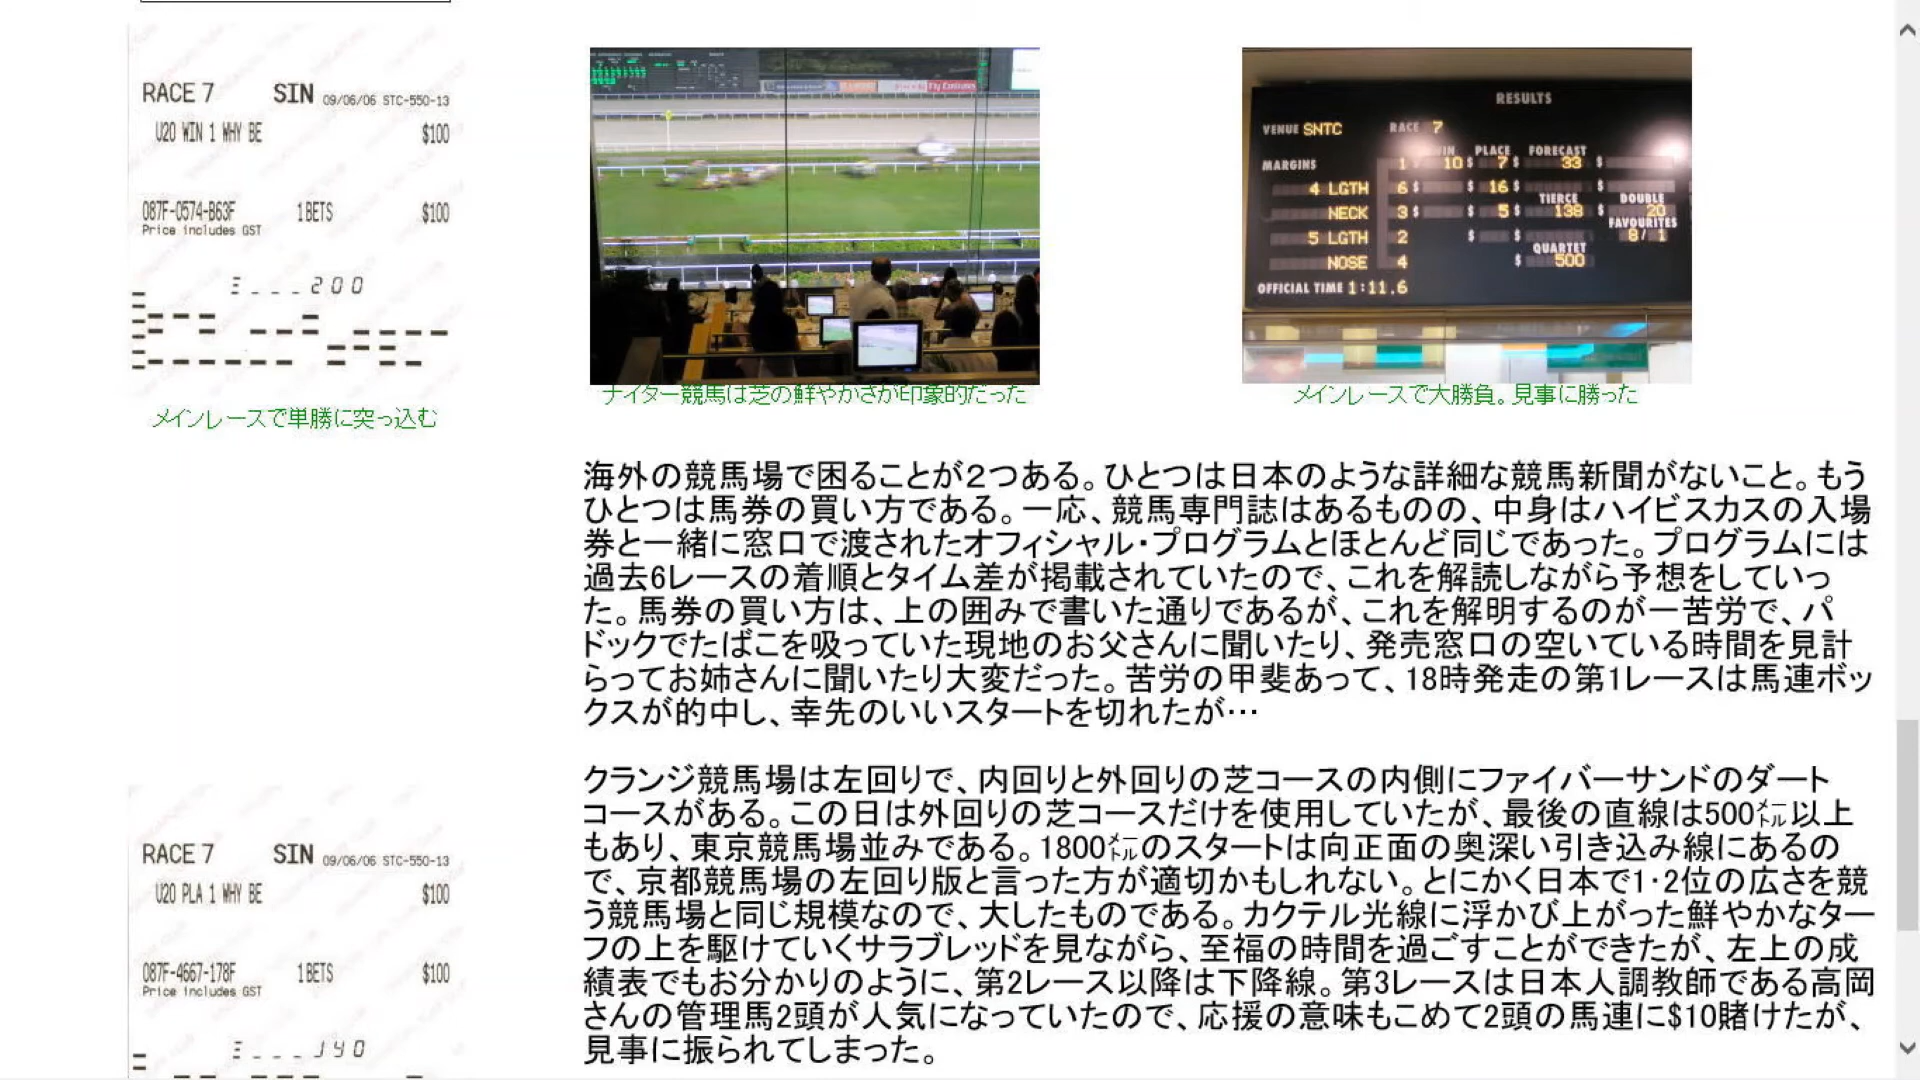 RACE 7 SIN 09/06/06 STC-550-13
U20 WIN 1 WHY BE $100
087F-0574-B63F 1BETS $100
Price includes GST
200
メインレースで単勝に突っ込む
Fly Emirates
ナイター競馬は芝の鮮やかさが印象的だった
RESULTS
VENUE SNTC RACE 7
PLACE FORECAST
MARGINS 1 10 $ 7 $ 33 $
4 LGTH 6 $ $ 16 $ $
TIERCE DOUBLE
NECK 3 $ $ 5 $ 138 $ 20
FAVOURITES
5 LGTH 2 $ $ 8/ 1
QUARTET
NOSE 4 $ 500
OFFICIAL TIME 1:11.6
メインレースで大勝負。見事に勝った
海外の競馬場で困ることが2つある。ひとつは日本のような詳細な競馬新聞がないこと。もう
ひとつは馬券の買い方である。一応、競馬専門誌はあるものの、中身はハイビスカスの入場
券と一緒に窓口で渡されたオフィシャル・プログラムとほとんど同じであった。プログラムには
過去6レースの着順とタイム差が掲載されていたので、これを解読しながら予想をしていっ
た。馬券の買い方は、上の囲みで書いた通りであるが、これを解明するのが一苦労で、パ
ドックでたばこを吸っていた現地のお父さんに聞いたり、発売窓口の空いている時間を見計
らってお姉さんに聞いたり大変だった。苦労の甲斐あって、18時発走の第1レースは馬連ボッ
クスが的中し、幸先のいいスタートを切れたが…
クランジ競馬場は左回りで、内回りと外回りの芝コースの内側にファイバーサンドのダート
コースがある。この日は外回りの芝コースだけを使用していたが、最後の直線は500㍍以上
もあり、東京競馬場並みである。1800㍍のスタートは向正面の奥深い引き込み線にあるの
で、京都競馬場の左回り版と言った方が適切かもしれない。とにかく日本で1・2位の広さを競
う競馬場と同じ規模なので、大したものである。カクテル光線に浮かび上がった鮮やかなター
フの上を駆けていくサラブレッドを見ながら、至福の時間を過ごすことができたが、左上の成
績表でもお分かりのように、第2レース以降は下降線。第3レースは日本人調教師である高岡
さんの管理馬2頭が人気になっていたので、応援の意味もこめて2頭の馬連に$10賭けたが、
見事に振られてしまった。
RACE 7 SIN 09/06/06 STC-550-13
U20 PLA 1 WHY BE $100
087F-4667-178F 1BETS $100
Price includes GST
140